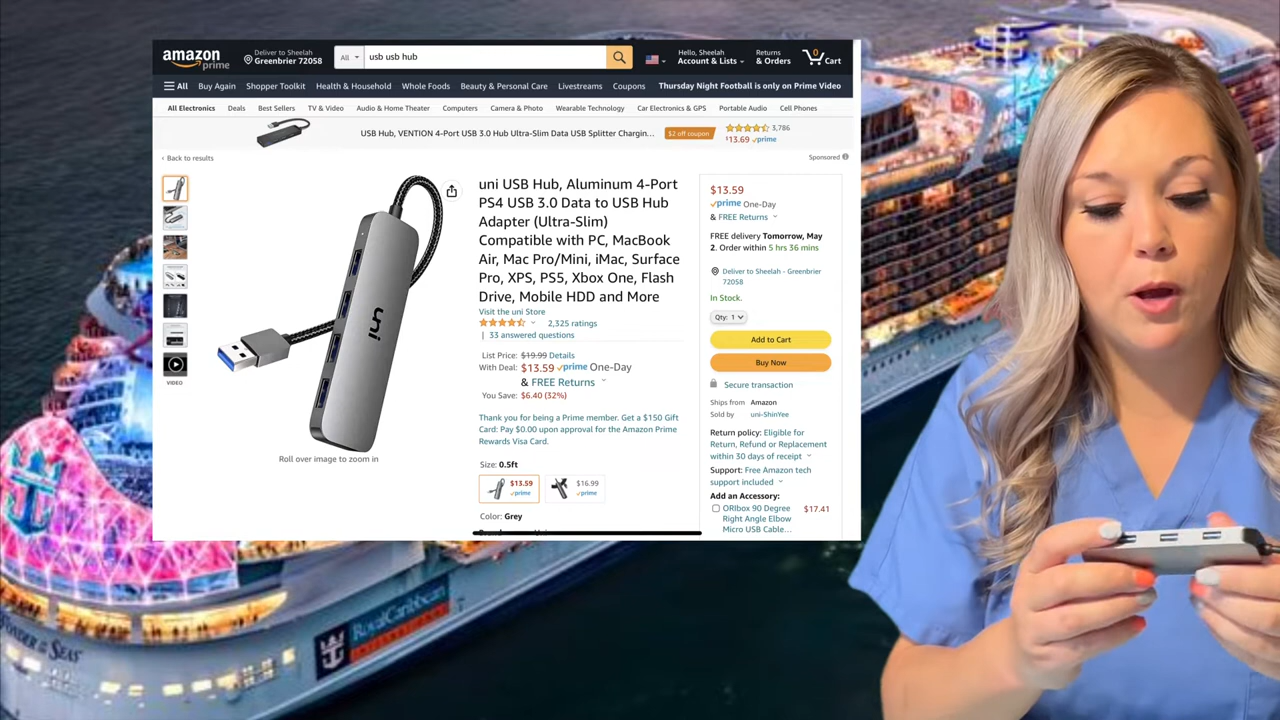 amazon
prime
Deliver to Sheelah
Greenbrier 72058
All
usb usb hub
Hello, Sheelah
Account & Lists
Returns
& Orders
0
Cart
All
Buy Again
Shopper Toolkit
Health & Household
Whole Foods
Beauty & Personal Care
Livestreams
Coupons
Thursday Night Football is only on Prime Video
All Electronics
Deals
Best Sellers
TV & Video
Audio & Home Theater
Computers
Camera & Photo
Wearable Technology
Car Electronics & GPS
Portable Audio
Cell Phones
USB Hub, VENTION 4-Port USB 3.0 Hub Ultra-Slim Data USB Splitter Chargin...
$2 off coupon
3,786
$13.69 prime
‹ Back to results
Sponsored
uni USB Hub, Aluminum 4-Port
PS4 USB 3.0 Data to USB Hub
Adapter (Ultra-Slim)
Compatible with PC, MacBook
Air, Mac Pro/Mini, iMac, Surface
Pro, XPS, PS5, Xbox One, Flash
Drive, Mobile HDD and More
Visit the uni Store
2,325 ratings
| 33 answered questions
List Price: $19.99 Details
With Deal: $13.59 prime One-Day
& FREE Returns
You Save: $6.40 (32%)
Thank you for being a Prime member. Get a $150 Gift
Card: Pay $0.00 upon approval for the Amazon Prime
Rewards Visa Card.
Size: 0.5ft
$13.59
prime
$16.99
prime
Color: Grey
uni
VIDEO
Roll over image to zoom in
$13.59
prime One-Day
& FREE Returns
FREE delivery Tomorrow, May
2. Order within 5 hrs 36 mins
Deliver to Sheelah - Greenbrier
72058
In Stock.
Qty: 1
Add to Cart
Buy Now
Secure transaction
Ships from Amazon
Sold by uni-ShinYee
Return policy: Eligible for
Return, Refund or Replacement
within 30 days of receipt
Support: Free Amazon tech
support included
Add an Accessory:
ORIbox 90 Degree
Right Angle Elbow
Micro USB Cable...
$17.41
RoyalCaribbean
INTERNATIONAL
WONDER OF THE SEAS